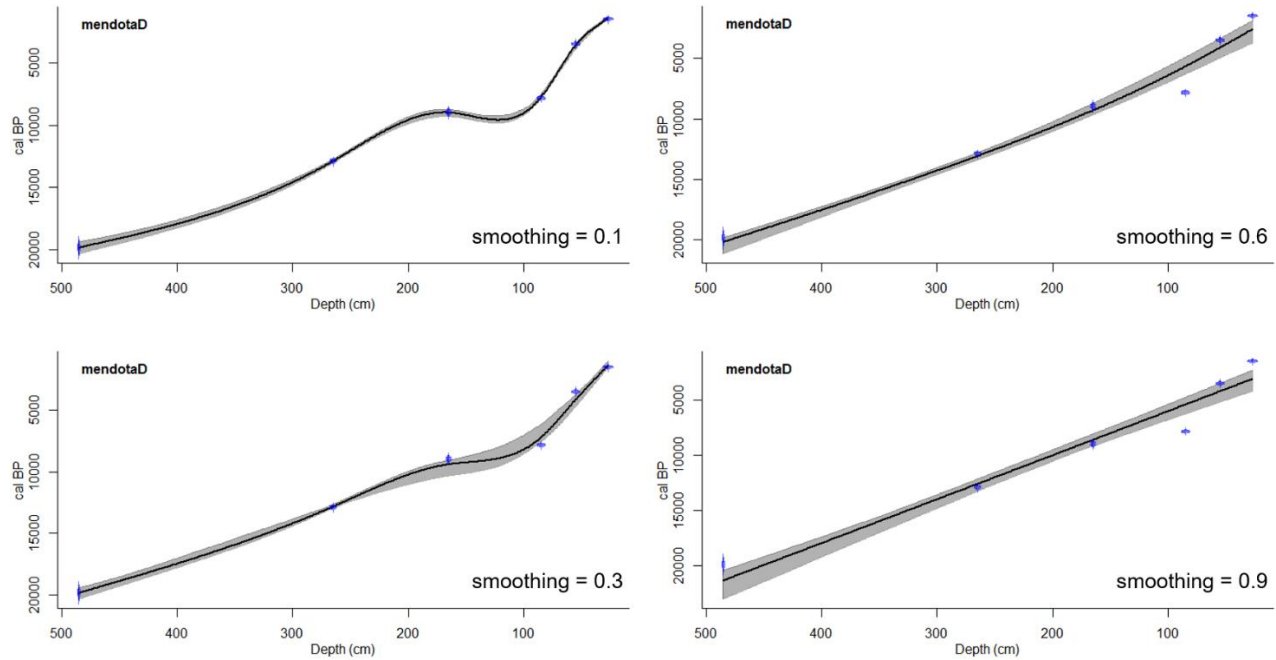 mendotaD
cal BP
5000
10000
15000
20000
smoothing = 0.1
500
400
300
200
100
Depth (cm)
mendotaD
cal BP
5000
10000
15000
20000
smoothing = 0.6
500
400
300
200
100
Depth (cm)
mendotaD
cal BP
5000
10000
15000
20000
smoothing = 0.3
500
400
300
200
100
Depth (cm)
mendotaD
cal BP
5000
10000
15000
20000
smoothing = 0.9
500
400
300
200
100
Depth (cm)